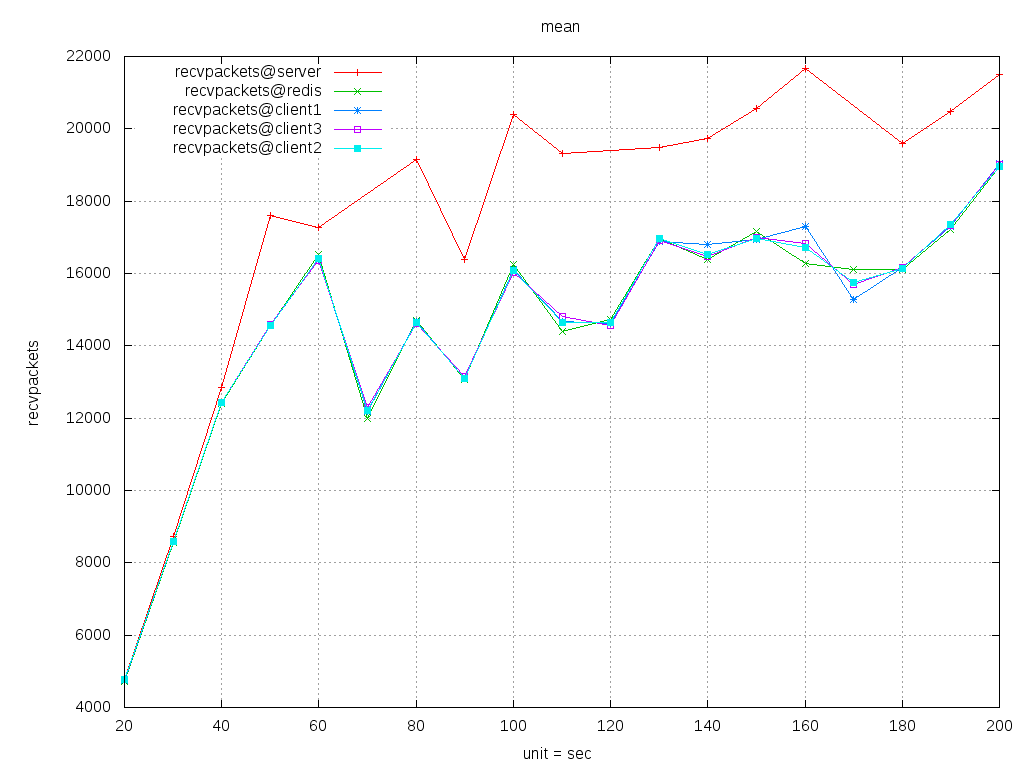 mean
22000
20000
18000
16000
14000
12000
10000
8000
6000
4000
recvpackets
recvpackets@server
recvpackets@redis
recvpackets@client1
recvpackets@client3
recvpackets@client2
20 40 60 80 100 120 140 160 180 200
unit = sec